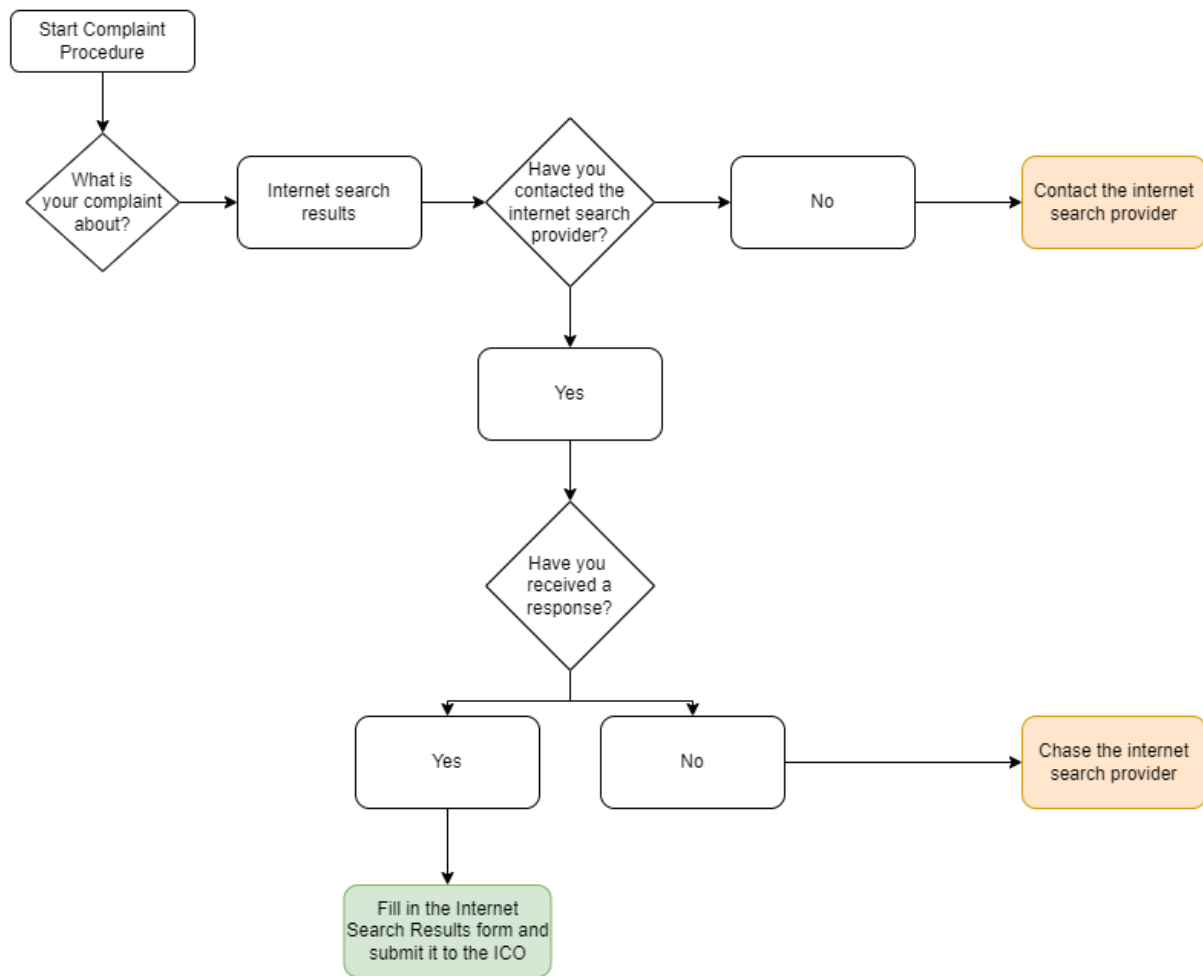 Start Complaint
Procedure
What is
your complaint
about?
Internet search
results
Have you
contacted the
internet search
provider?
No
Contact the internet
search provider
Yes
Have you
received a
response?
Yes
No
Chase the internet
search provider
Fill in the Internet
Search Results form and
submit it to the ICO